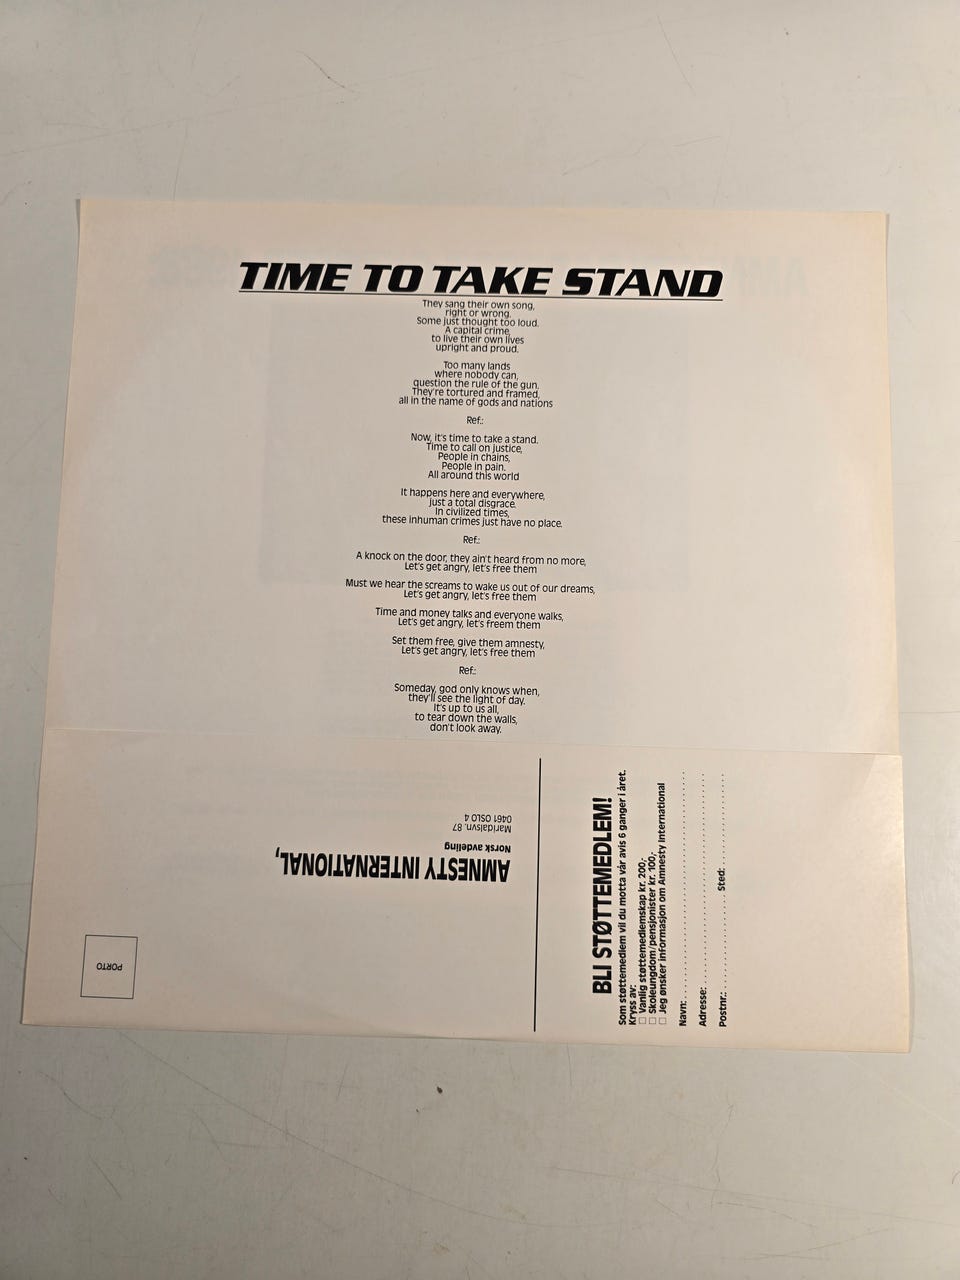 TIME TO TAKE STAND
They sang their own song,
right or wrong.
Some just thought too loud.
A capital crime,
to live their own lives
upright and proud.
Too many lands
where nobody can,
question the rule of the gun.
They're tortured and framed,
all in the name of gods and nations
Ref.:
Now, it's time to take a stand.
Time to call on justice,
People in chains,
People in pain.
All around this world
It happens here and everywhere,
just a total disgrace.
In civilized times,
these inhuman crimes just have no place.
Ref.:
A knock on the door, they ain't heard from no more,
Let's get angry, let's free them
Must we hear the screams to wake us out of our dreams,
Let's get angry, let's free them
Time and money talks and everyone walks,
Let's get angry, let's freem them
Set them free, give them amnesty,
Let's get angry, let's free them
Ref.:
Someday, god only knows when,
they'll see the light of day.
It's up to us all,
to tear down the walls,
don't look away.
AMNESTY INTERNATIONAL,
Norsk avdeling
Maridalsvn. 87
0461 OSLO 4
PORTO
BLI STØTTEMEDLEM!
Som støttemedlem vil du motta vår avis 6 ganger i året.
Kryss av:
□ Vanlig støttemedlemskap kr. 200,-
□ Skoleungdom/pensjonister kr. 100,-
□ Jeg ønsker informasjon om Amnesty International
Navn:
Adresse:
Postnr.: Sted: